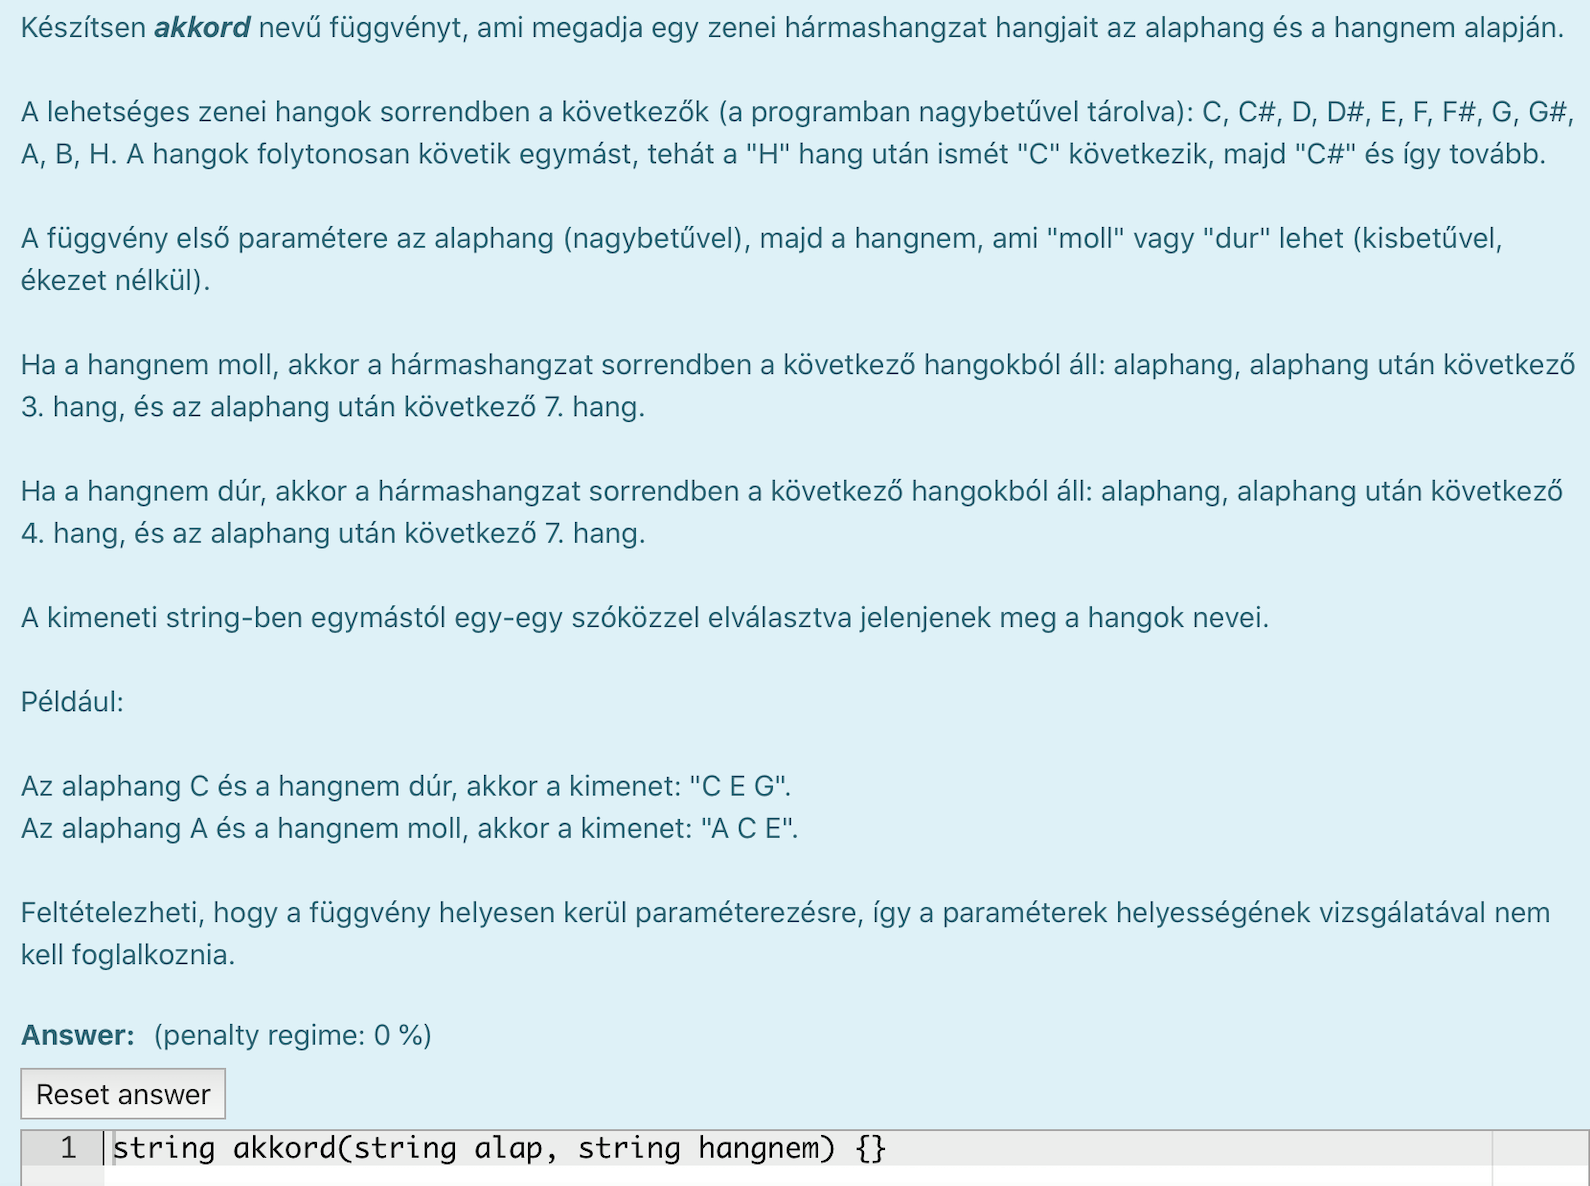 Készítsen akkord nevű függvényt, ami megadja egy zenei hármashangzat hangjait az alaphang és a hangnem alapján.
A lehetséges zenei hangok sorrendben a következők (a programban nagybetűvel tárolva): C, C#, D, D#, E, F, F#, G, G#,
A, B, H. A hangok folytonosan követik egymást, tehát a "H" hang után ismét "C" következik, majd "C#" és így tovább.
A függvény első paramétere az alaphang (nagybetűvel), majd a hangnem, ami "moll" vagy "dur" lehet (kisbetűvel,
ékezet nélkül).
Ha a hangnem moll, akkor a hármashangzat sorrendben a következő hangokból áll: alaphang, alaphang után következő
3. hang, és az alaphang után következő 7. hang.
Ha a hangnem dúr, akkor a hármashangzat sorrendben a következő hangokból áll: alaphang, alaphang után következő
4. hang, és az alaphang után következő 7. hang.
A kimeneti string-ben egymástól egy-egy szóközzel elválasztva jelenjenek meg a hangok nevei.
Például:
Az alaphang C és a hangnem dúr, akkor a kimenet: "C E G".
Az alaphang A és a hangnem moll, akkor a kimenet: "A C E".
Feltételezheti, hogy a függvény helyesen kerül paraméterezésre, így a paraméterek helyességének vizsgálatával nem
kell foglalkoznia.
Answer: (penalty regime: 0 %)
Reset answer
1 string akkord(string alap, string hangnem) {}